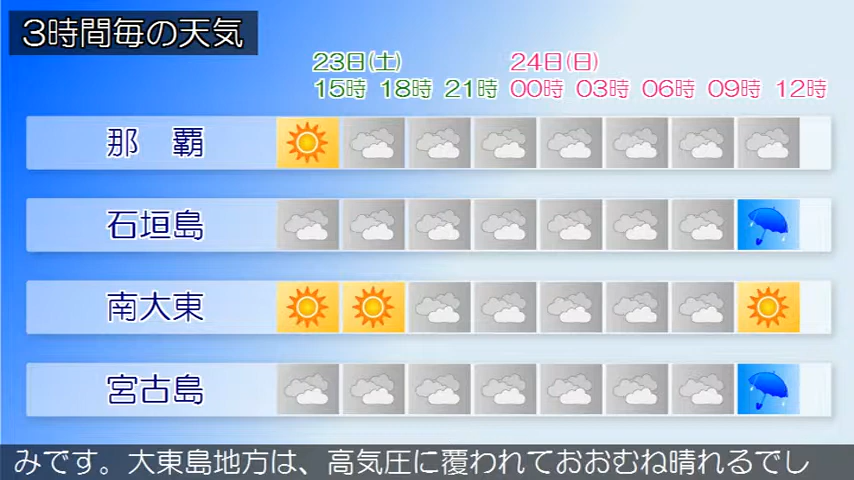 3時間毎の天気
23日(土) 24日(日)
15時 18時 21時 00時 03時 06時 09時 12時
那　覇
石垣島
南大東
宮古島
みです。大東島地方は、高気圧に覆われておおむね晴れるでし